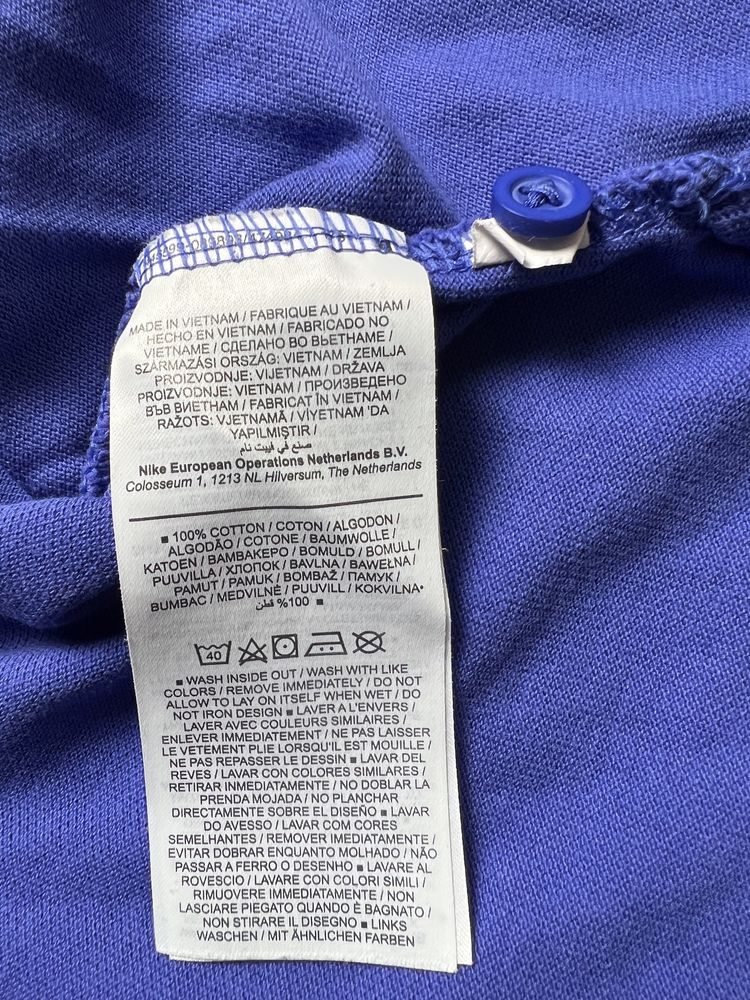 MADE IN VIETNAM / FABRIQUE AU VIETNAM /
HECHO EN VIETNAM / FABRICADO NO
VIETNAME / СДЕЛАНО ВО ВЬЕТНАМЕ /
SZÁRMAZÁSI ORSZÁG: VIETNAM / ZEMLJA
PROIZVODNJE: VIJETNAM / DRŽAVA
PROIZVODNJE: VIETNAM / ПРОИЗВЕДЕНО
ВЪВ ВИЕТНАМ / FABRICAT ÎN VIETNAM /
RAŽOTS: VJETNAMĀ / VİYETNAM 'DA
YAPILMIŞTIR /
صنع في فييت نام
Nike European Operations Netherlands B.V.
Colosseum 1, 1213 NL Hilversum, The Netherlands
■ 100% COTTON / COTON / ALGODON /
ALGODÃO / COTONE / BAUMWOLLE /
KATOEN / ΒΑΜΒΑΚΕΡΟ / BOMULD / BOMULL /
PUUVILLA / ХЛОПОК / BAVLNA / BAWEŁNA /
PAMUT / PAMUK / BOMBAŽ / ПАМУК /
BUMBAC / MEDVILNĖ / PUUVILL / KOKVILNA•
100% قطن ■
40
■ WASH INSIDE OUT / WASH WITH LIKE
COLORS / REMOVE IMMEDIATELY / DO NOT
ALLOW TO LAY ON ITSELF WHEN WET / DO
NOT IRON DESIGN ■ LAVER A L'ENVERS /
LAVER AVEC COULEURS SIMILAIRES /
ENLEVER IMMEDIATEMENT / NE PAS LAISSER
LE VETEMENT PLIE LORSQU'IL EST MOUILLE /
NE PAS REPASSER LE DESSIN ■ LAVAR DEL
REVES / LAVAR CON COLORES SIMILARES /
RETIRAR INMEDIATAMENTE / NO DOBLAR LA
PRENDA MOJADA / NO PLANCHAR
DIRECTAMENTE SOBRE EL DISEÑO ■ LAVAR
DO AVESSO / LAVAR COM CORES
SEMELHANTES / REMOVER IMEDIATAMENTE /
EVITAR DOBRAR ENQUANTO MOLHADO / NÃO
PASSAR A FERRO O DESENHO ■ LAVARE AL
ROVESCIO / LAVARE CON COLORI SIMILI /
RIMUOVERE IMMEDIATAMENTE / NON
LASCIARE PIEGATO QUANDO È BAGNATO /
NON STIRARE IL DISEGNO ■ LINKS
WASCHEN / MIT ÄHNLICHEN FARBEN